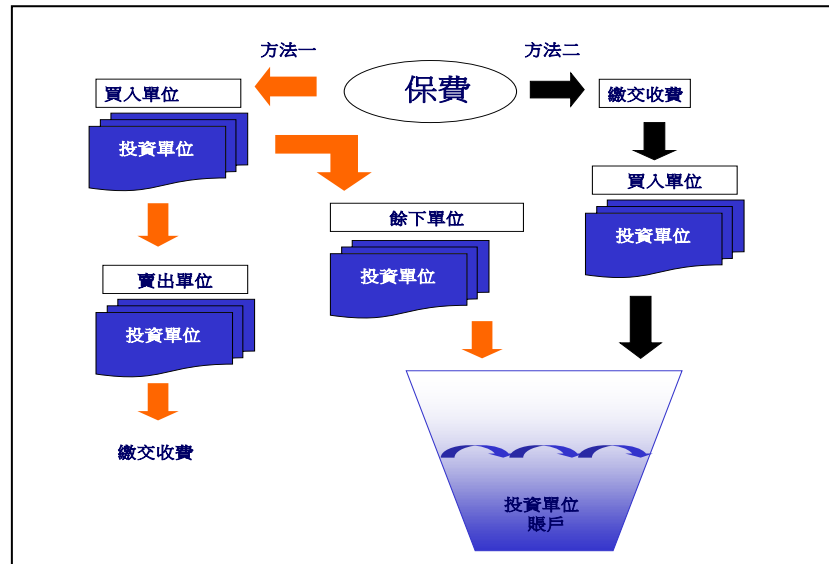 方法一
方法二
保費
買入單位
投資單位
繳交收費
買入單位
投資單位
餘下單位
投資單位
賣出單位
投資單位
繳交收費
投資單位
賬戶